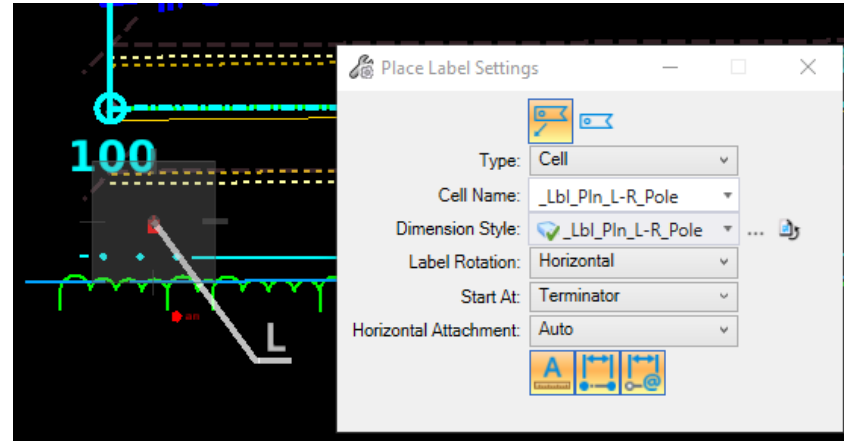 Place Label Settings
Type: Cell
Cell Name: _Lbl_Pln_L-R_Pole
Dimension Style: _Lbl_Pln_L-R_Pole ...
Label Rotation: Horizontal
Start At: Terminator
Horizontal Attachment: Auto
A @
100
L